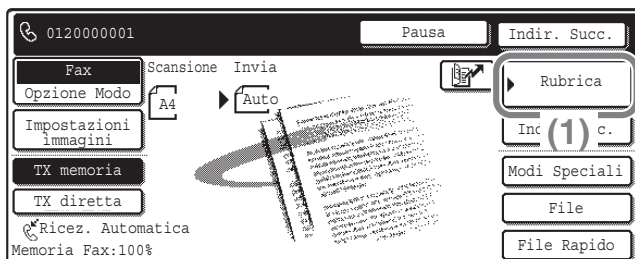 0120000001 Pausa Indir. Succ.
Fax Scansione Invia
Rubrica
Opzione Modo A4 Auto
Impostazioni
immagini
(1)
TX memoria
Modi Speciali
TX diretta
File
Ricez. Automatica
Memoria Fax:100%
File Rapido